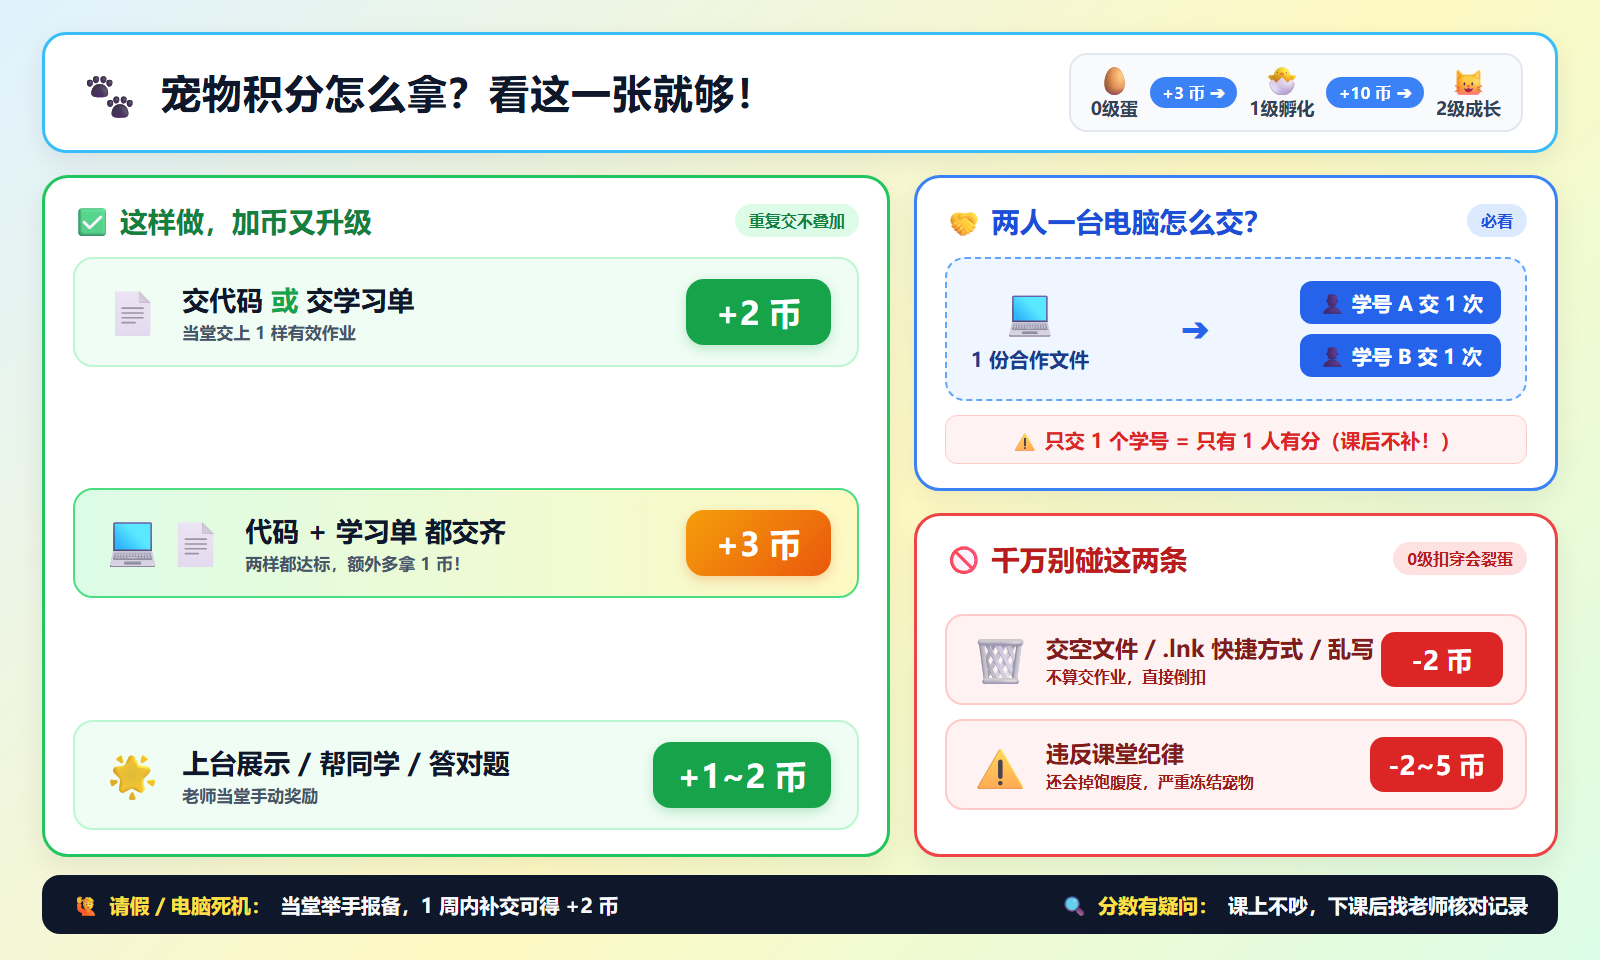 宠物积分怎么拿？看这一张就够！
0级蛋
+3 币 ➔
1级孵化
+10 币 ➔
2级成长
这样做，加币又升级
重复交不叠加
交代码 或 交学习单
当堂交上 1 样有效作业
+2 币
代码 + 学习单 都交齐
两样都达标，额外多拿 1 币！
+3 币
上台展示 / 帮同学 / 答对题
老师当堂手动奖励
+1~2 币
两人一台电脑怎么交？
必看
1 份合作文件
➔
学号 A 交 1 次
学号 B 交 1 次
只交 1 个学号 = 只有 1 人有分（课后不补！）
千万别碰这两条
0级扣穿会裂蛋
交空文件 / .lnk 快捷方式 / 乱写
不算交作业，直接倒扣
-2 币
违反课堂纪律
还会掉饱腹度，严重冻结宠物
-2~5 币
请假 / 电脑死机： 当堂举手报备，1 周内补交可得 +2 币
分数有疑问： 课上不吵，下课后找老师核对记录